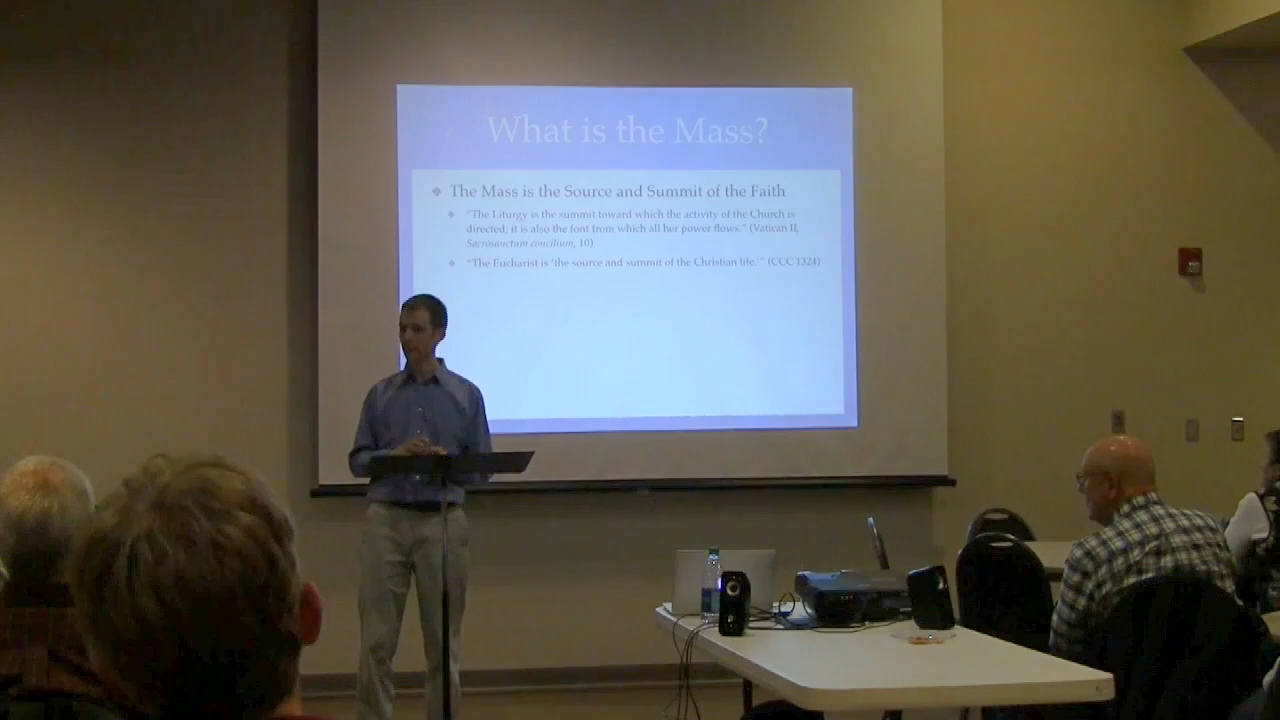 What is the Mass?
The Mass is the Source and Summit of the Faith
"The Liturgy is the summit toward which the activity of the Church is
directed; it is also the font from which all her power flows." (Vatican II,
Sacrosanctum concilium, 10)
"The Eucharist is 'the source and summit of the Christian life.'" (CCC 1324)